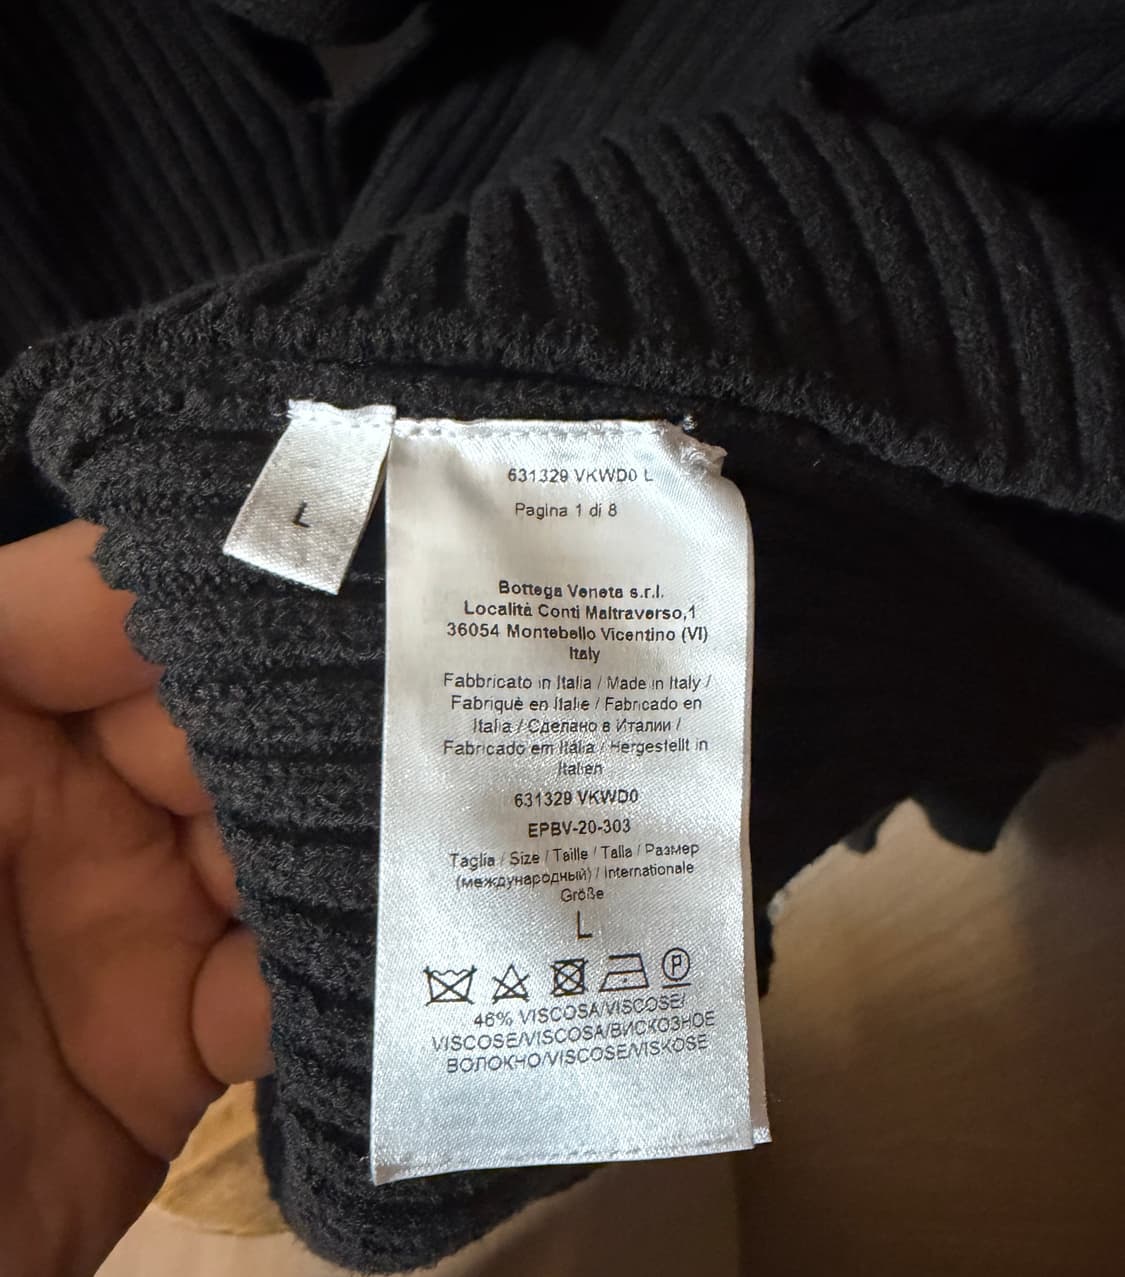 L
631329 VKWD0 L
Pagina 1 di 8
Bottega Veneta s.r.l.
Località Conti Maltraverso,1
36054 Montebello Vicentino (VI)
Italy
Fabbricato in Italia / Made in Italy /
Fabriquè en Italie / Fabricado en
Italia / Сделано в Италии /
Fabricado em Itália / Hergestellt in
Italien
631329 VKWD0
EPBV-20-303
Taglia / Size / Taille / Talla / Размер
(международный) / Internationale
Größe
L
P
46% VISCOSA/VISCOSE/
VISCOSE/VISCOSA/ВИСКОЗНОЕ
ВОЛОКНО/VISCOSE/VISKOSE